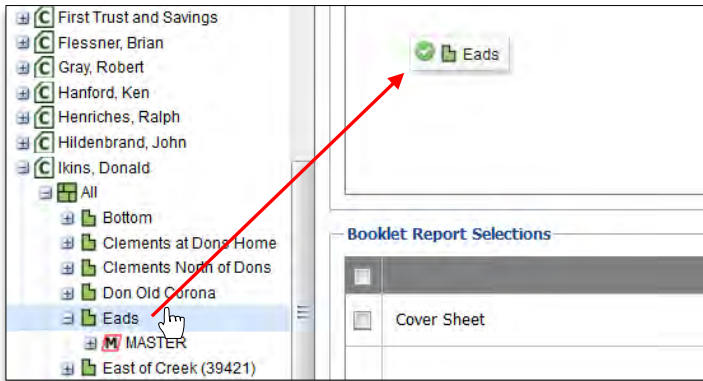 First Trust and Savings
Flessner, Brian
Gray, Robert
Hanford, Ken
Henriches, Ralph
Hildenbrand, John
Ikins, Donald
All
Bottom
Clements at Dons Home
Clements North of Dons
Don Old Corona
Eads
M MASTER
East of Creek (39421)
Eads
Booklet Report Selections
Cover Sheet